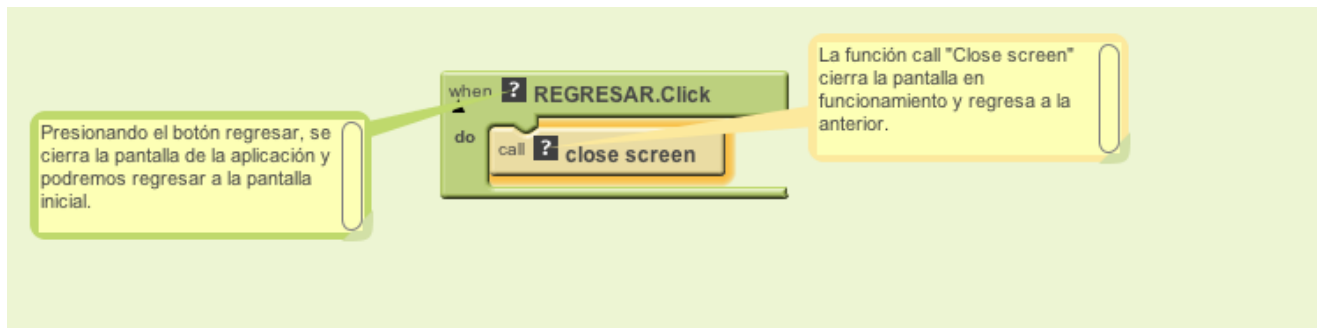 Presionando el botón regresar, se
cierra la pantalla de la aplicación y
podremos regresar a la pantalla
inicial.
when ? REGRESAR.Click
do
call ? close screen
La función call "Close screen"
cierra la pantalla en
funcionamiento y regresa a la
anterior.